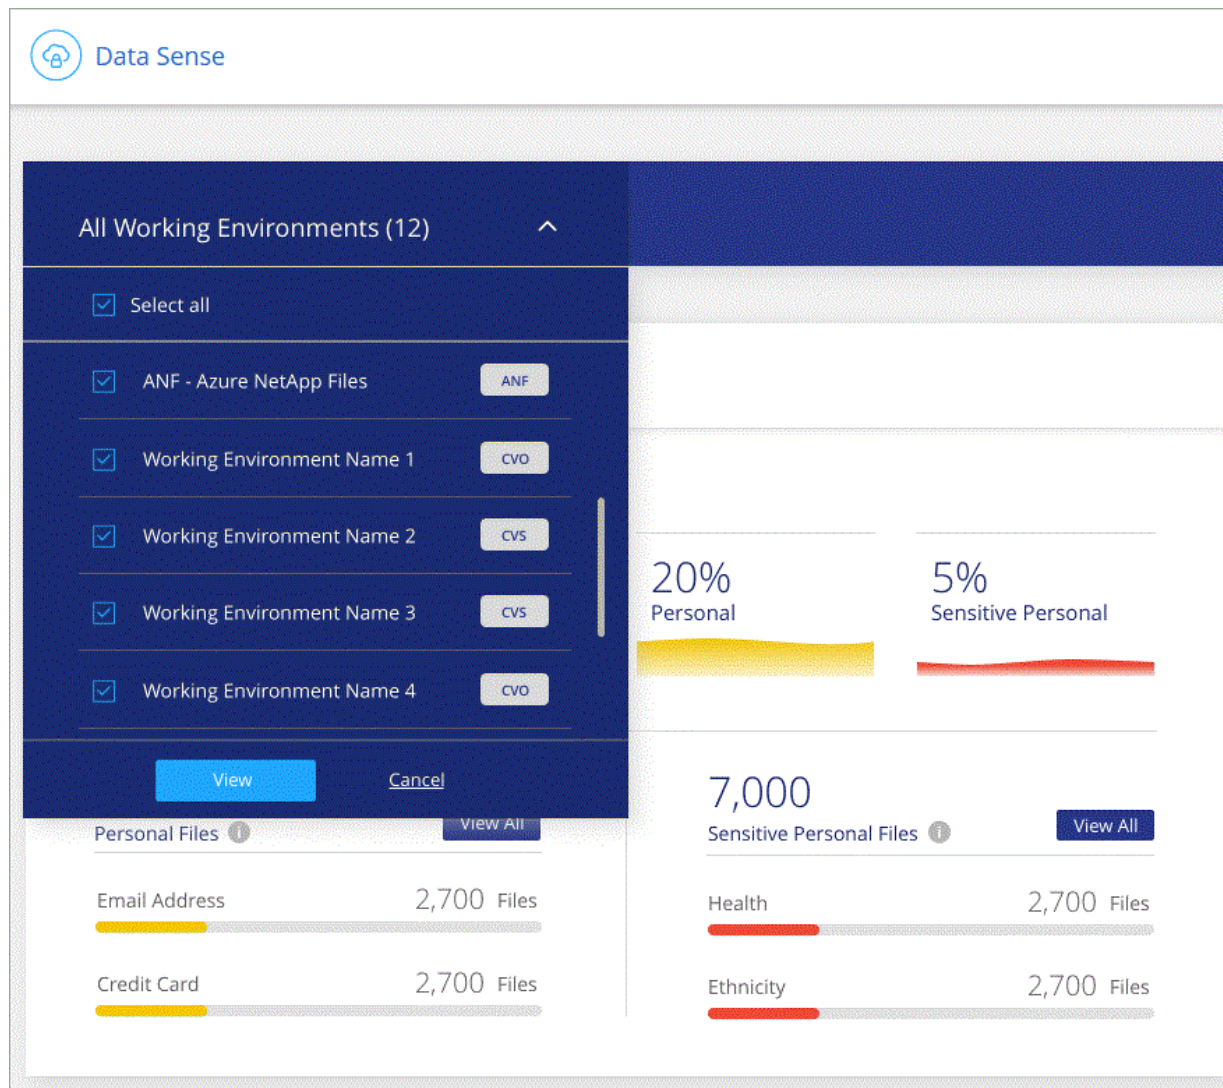 Data Sense
All Working Environments (12)
Select all
ANF - Azure NetApp Files ANF
Working Environment Name 1 CVO
Working Environment Name 2 CVS
Working Environment Name 3 CVS
Working Environment Name 4 CVO
View Cancel
20%
Personal
5%
Sensitive Personal
Personal Files i View All
Email Address 2,700 Files
Credit Card 2,700 Files
7,000
Sensitive Personal Files i View All
Health 2,700 Files
Ethnicity 2,700 Files